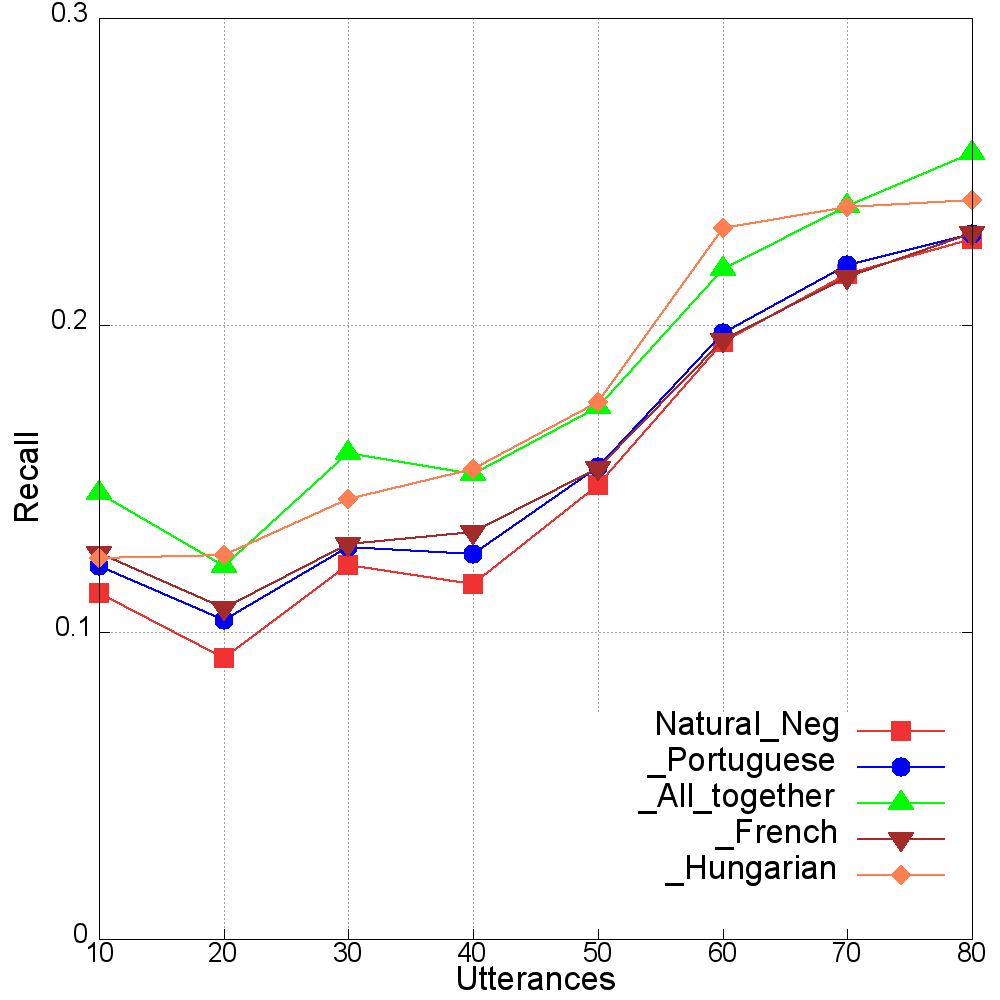 0.3
0.2
0.1
0
Recall
Natural_Neg
_Portuguese
_All_together
_French
_Hungarian
10 20 30 40 50 60 70 80
Utterances